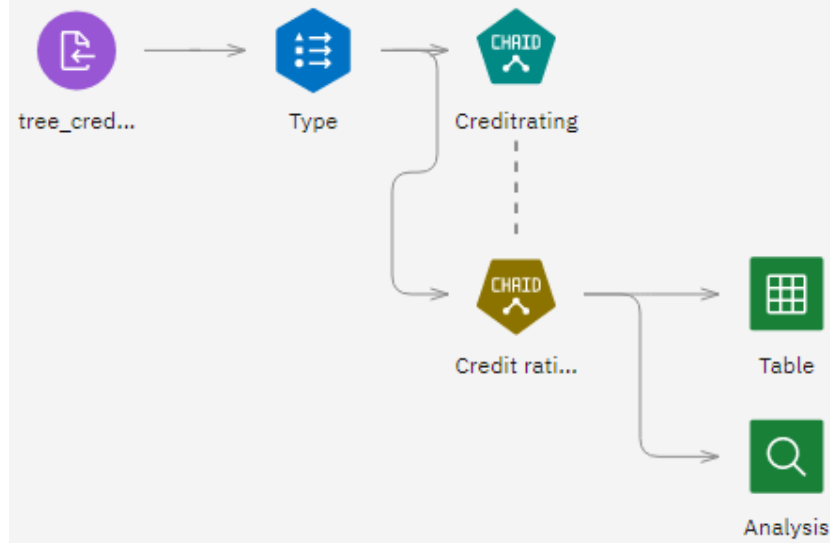 CHAID
tree_cred...
Type
Creditrating
CHAID
Credit rati...
Table
Analysis